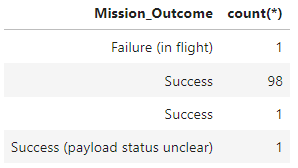 Mission_Outcome count(*)
Failure (in flight) 1
Success 98
Success 1
Success (payload status unclear) 1